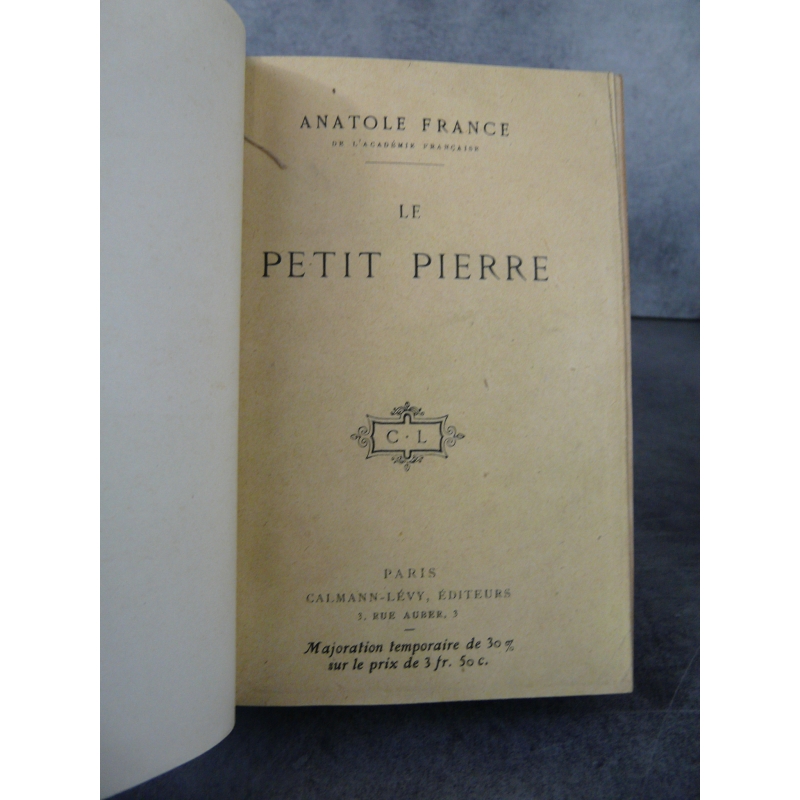 ANATOLE FRANCE
DE L'ACADÉMIE FRANÇAISE
LE
PETIT PIERRE
C · L
PARIS
CALMANN-LÉVY, ÉDITEURS
3, RUE AUBER, 3
Majoration temporaire de 30 %
sur le prix de 3 fr. 50 c.